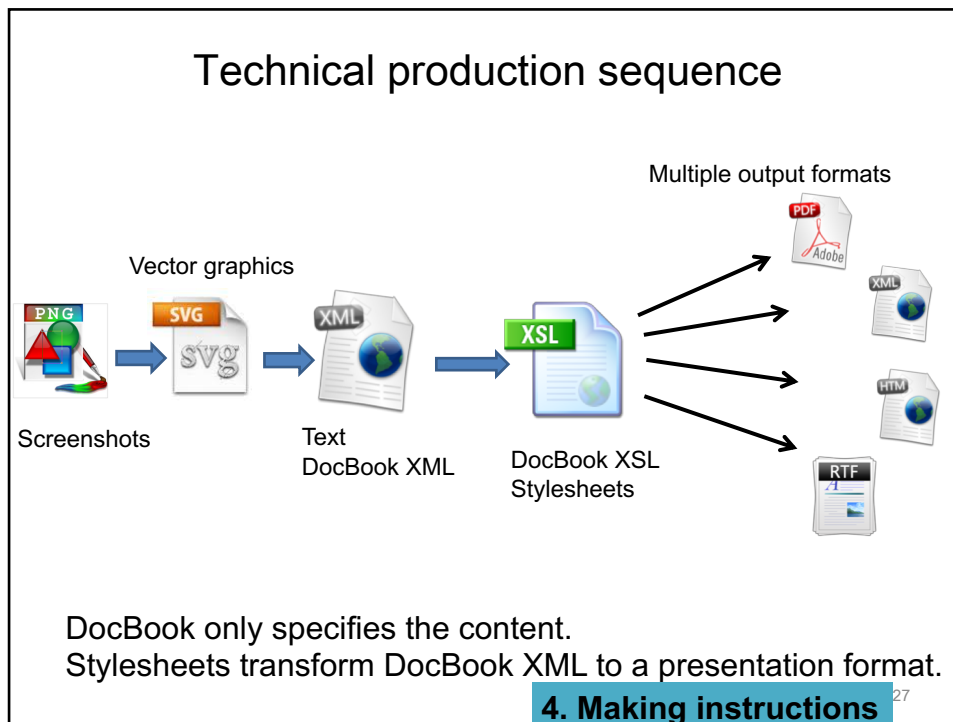 Technical production sequence
Multiple output formats
PDF
Adobe
Vector graphics
XML
PNG
SVG
svg
XML
XSL
HTM
Screenshots
Text
DocBook XML
DocBook XSL
Stylesheets
RTF
A
DocBook only specifies the content.
Stylesheets transform DocBook XML to a presentation format.
4. Making instructions
27